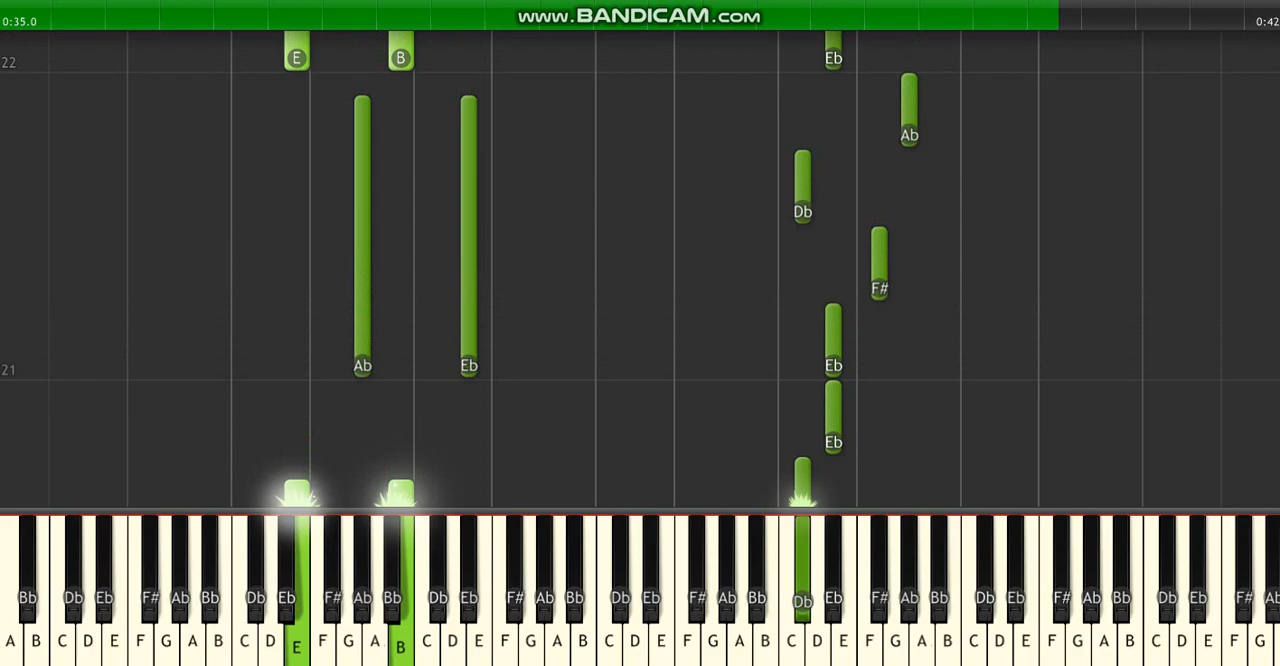 0:35.0 www.BANDICAM.com 0:42
22 E B Eb
Ab
Db
F#
21 Ab Eb Eb
Eb
Bb Db Eb F# Ab Bb Db Eb F# Ab Bb Db Eb F# Ab Bb Db Eb F# Ab Bb Db Eb F# Ab Bb Db Eb F# Ab Bb Db Eb F# Ab
A B C D E F G A B C D E F G A B C D E F G A B C D E F G A B C D E F G A B C D E F G A B C D E F G